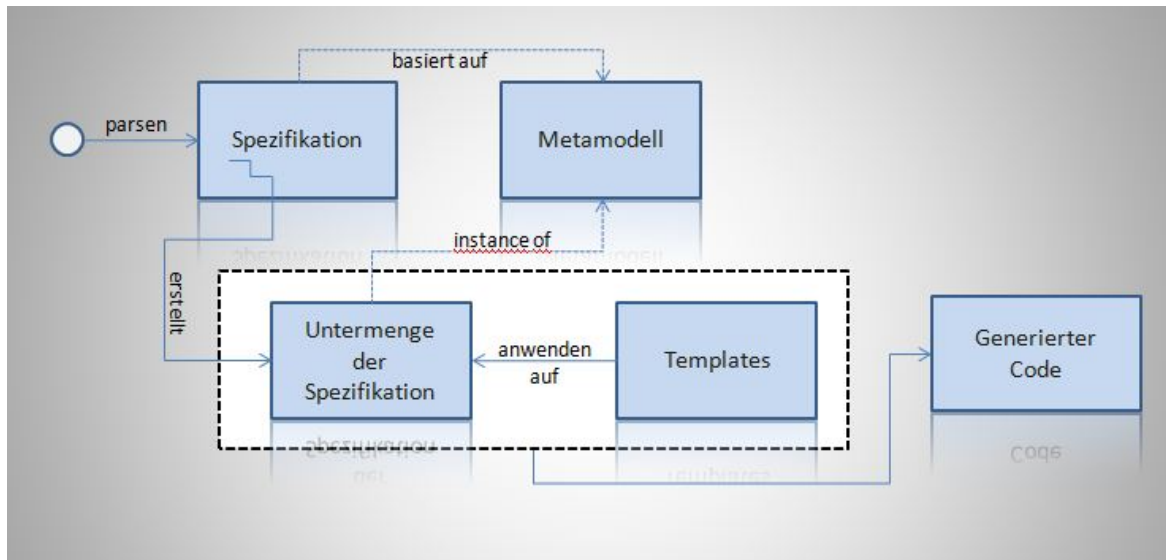 basiert auf
parsen
Spezifikation
Metamodell
instance of
erstellt
Untermenge
der
Spezifikation
anwenden
auf
Templates
Generierter
Code